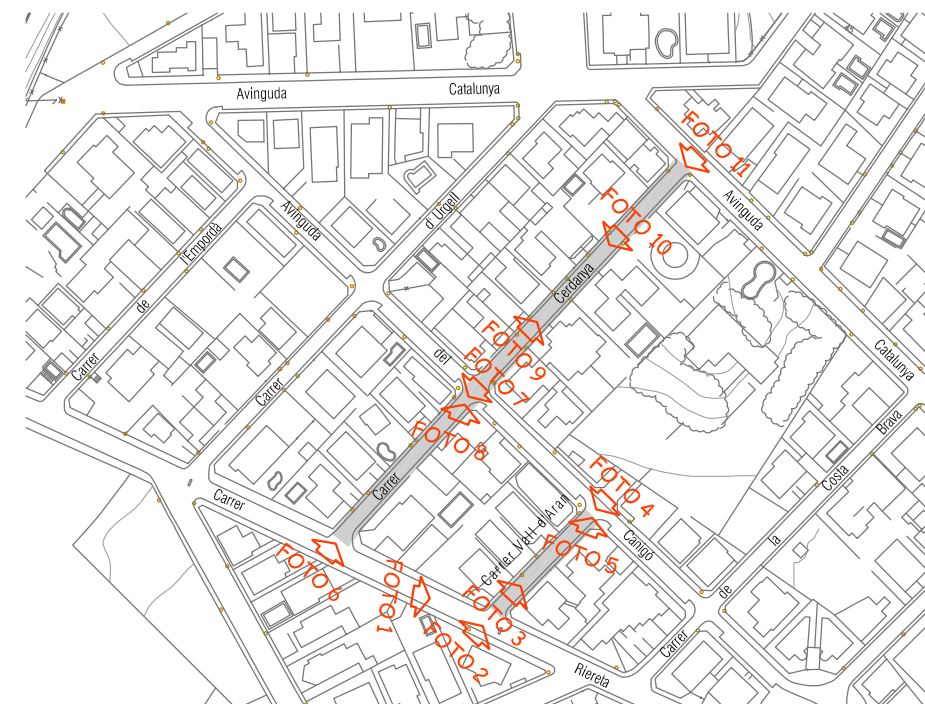 Avinguda
Catalunya
FOTO 11
Avinguda
d' Urgell
Avinguda
FOTO 10
l'Empordà
de
Carrer
Cerdanya
FOTO 9
FOTO 7
del
Carrer
Catalunya
FOTO 8
Brava
Costa
la
de
Carrer
Carrer
Carrer
FOTO 4
Carrer Vall d'Aran
Canigó
FOTO 5
FOTO 6
FOTO 1
FOTO 3
FOTO 2
Riereta